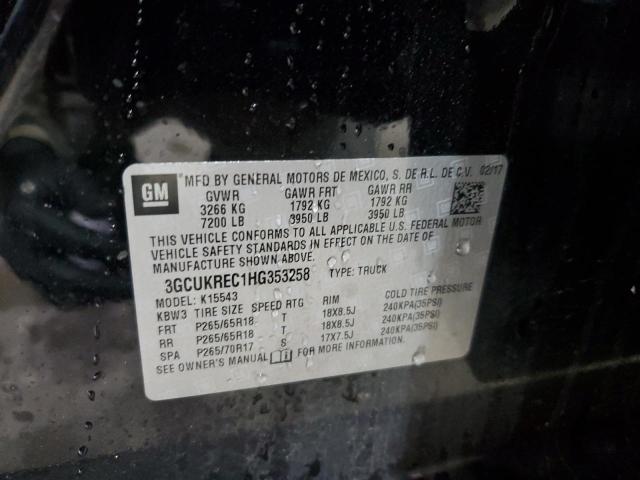 GM
MFD BY GENERAL MOTORS DE MEXICO, S. DE R.L. DE C.V. 02/17
GVWR GAWR FRT GAWR RR
3266 KG 1792 KG 1792 KG
7200 LB 3950 LB 3950 LB
THIS VEHICLE CONFORMS TO ALL APPLICABLE U.S. FEDERAL MOTOR
VEHICLE SAFETY STANDARDS IN EFFECT ON THE DATE OF
MANUFACTURE SHOWN ABOVE.
3GCUKREC1HG353258 TYPE: TRUCK
MODEL: K15543
KBW3 TIRE SIZE SPEED RTG RIM COLD TIRE PRESSURE
FRT P265/65R18 T 18X8.5J 240KPA(35PSI)
RR P265/65R18 T 18X8.5J 240KPA(35PSI)
SPA P265/70R17 S 17X7.5J 240KPA(35PSI)
SEE OWNER'S MANUAL